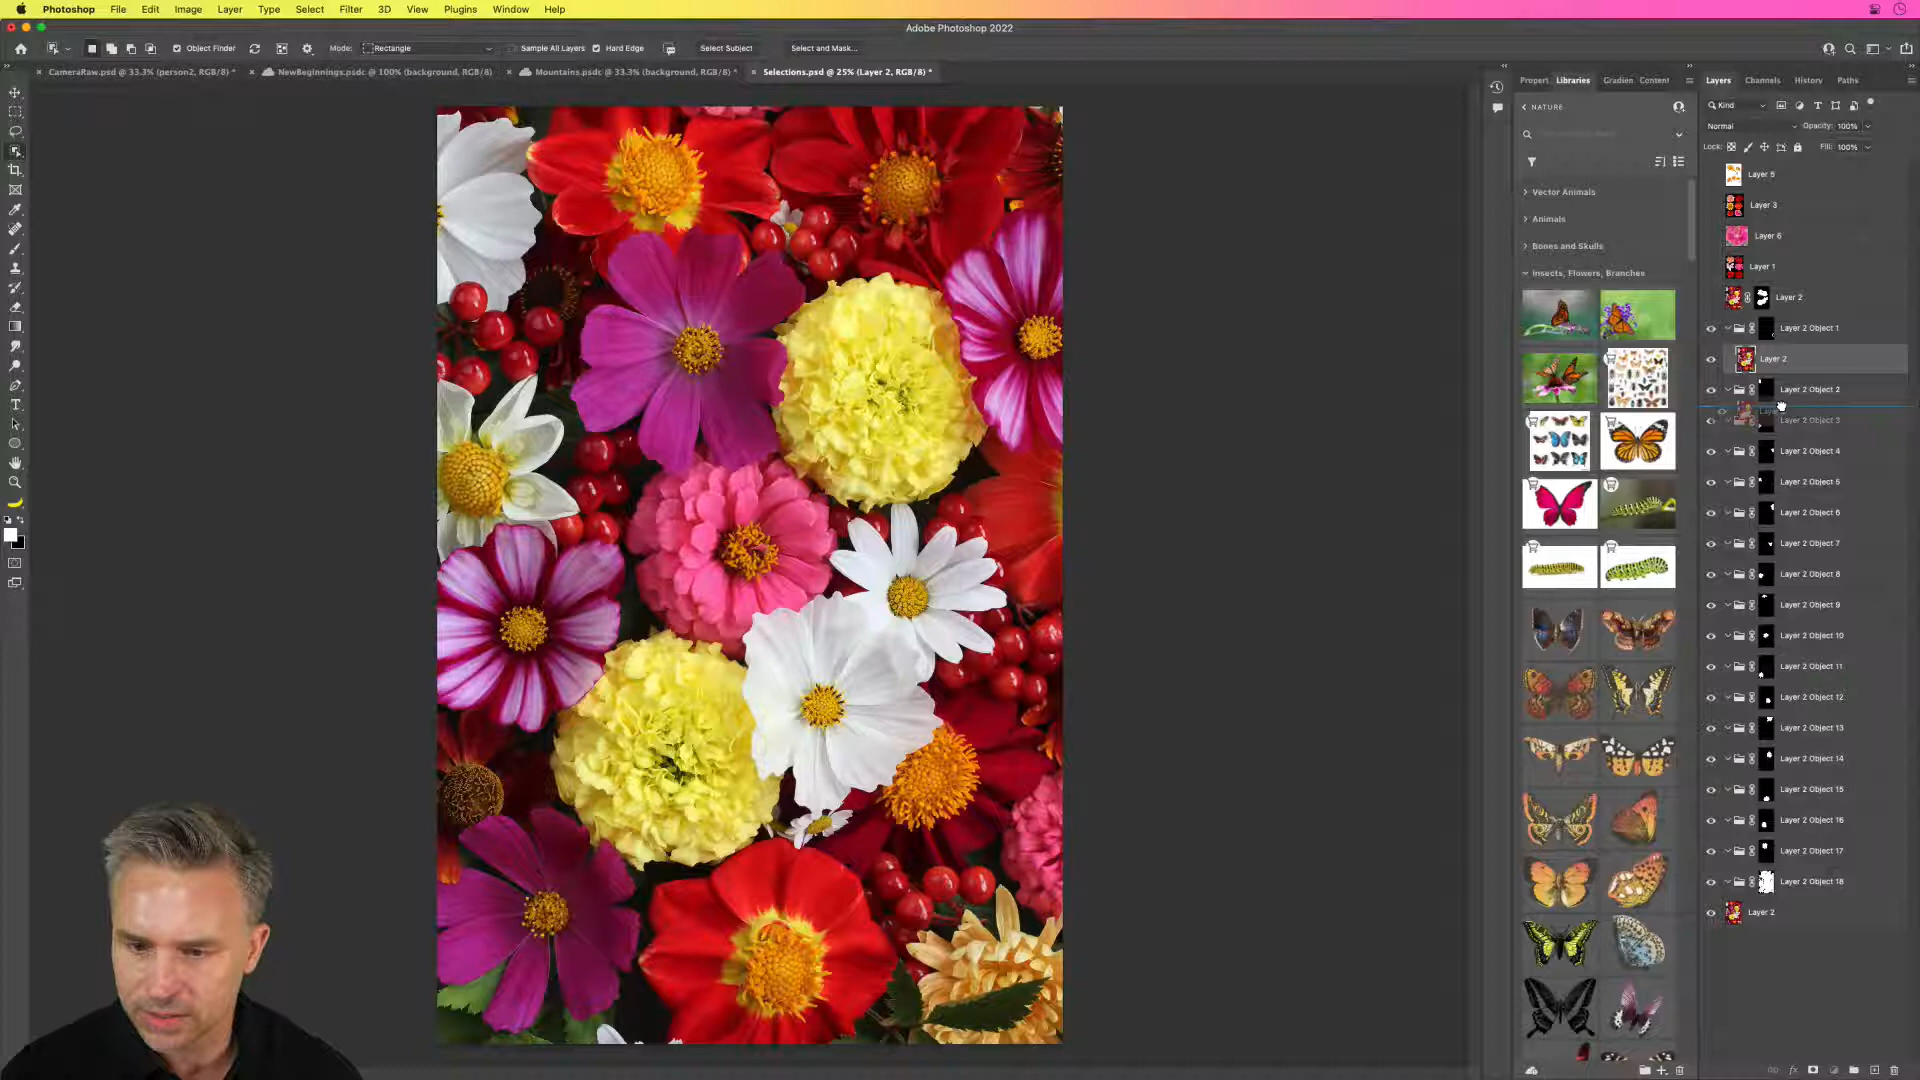 Photoshop File Edit Image Layer Type Select Filter 3D View Plugins Window Help
Adobe Photoshop 2022
Object Finder Mode: Rectangle Sample All Layers Hard Edge Select Subject Select and Mask...
CameraRaw.psd @ 33.3% (person2, RGB/8) * NewBeginnings.psdc @ 100% (background, RGB/8) Mountains.psdc @ 33.3% (background, RGB/8) * Selections.psd @ 25% (Layer 2, RGB/8) *
Propert Libraries Gradien Content Layers Channels History Paths
NATURE
Kind
Normal Opacity: 100%
Lock: Fill: 100%
Vector Animals
Animals
Bones and Skulls
Insects, Flowers, Branches
Layer 5
Layer 3
Layer 6
Layer 1
Layer 2
Layer 2 Object 1
Layer 2
Layer 2 Object 2
Layer 2 Object 3
Layer 2 Object 4
Layer 2 Object 5
Layer 2 Object 6
Layer 2 Object 7
Layer 2 Object 8
Layer 2 Object 9
Layer 2 Object 10
Layer 2 Object 11
Layer 2 Object 12
Layer 2 Object 13
Layer 2 Object 14
Layer 2 Object 15
Layer 2 Object 16
Layer 2 Object 17
Layer 2 Object 18
Layer 2